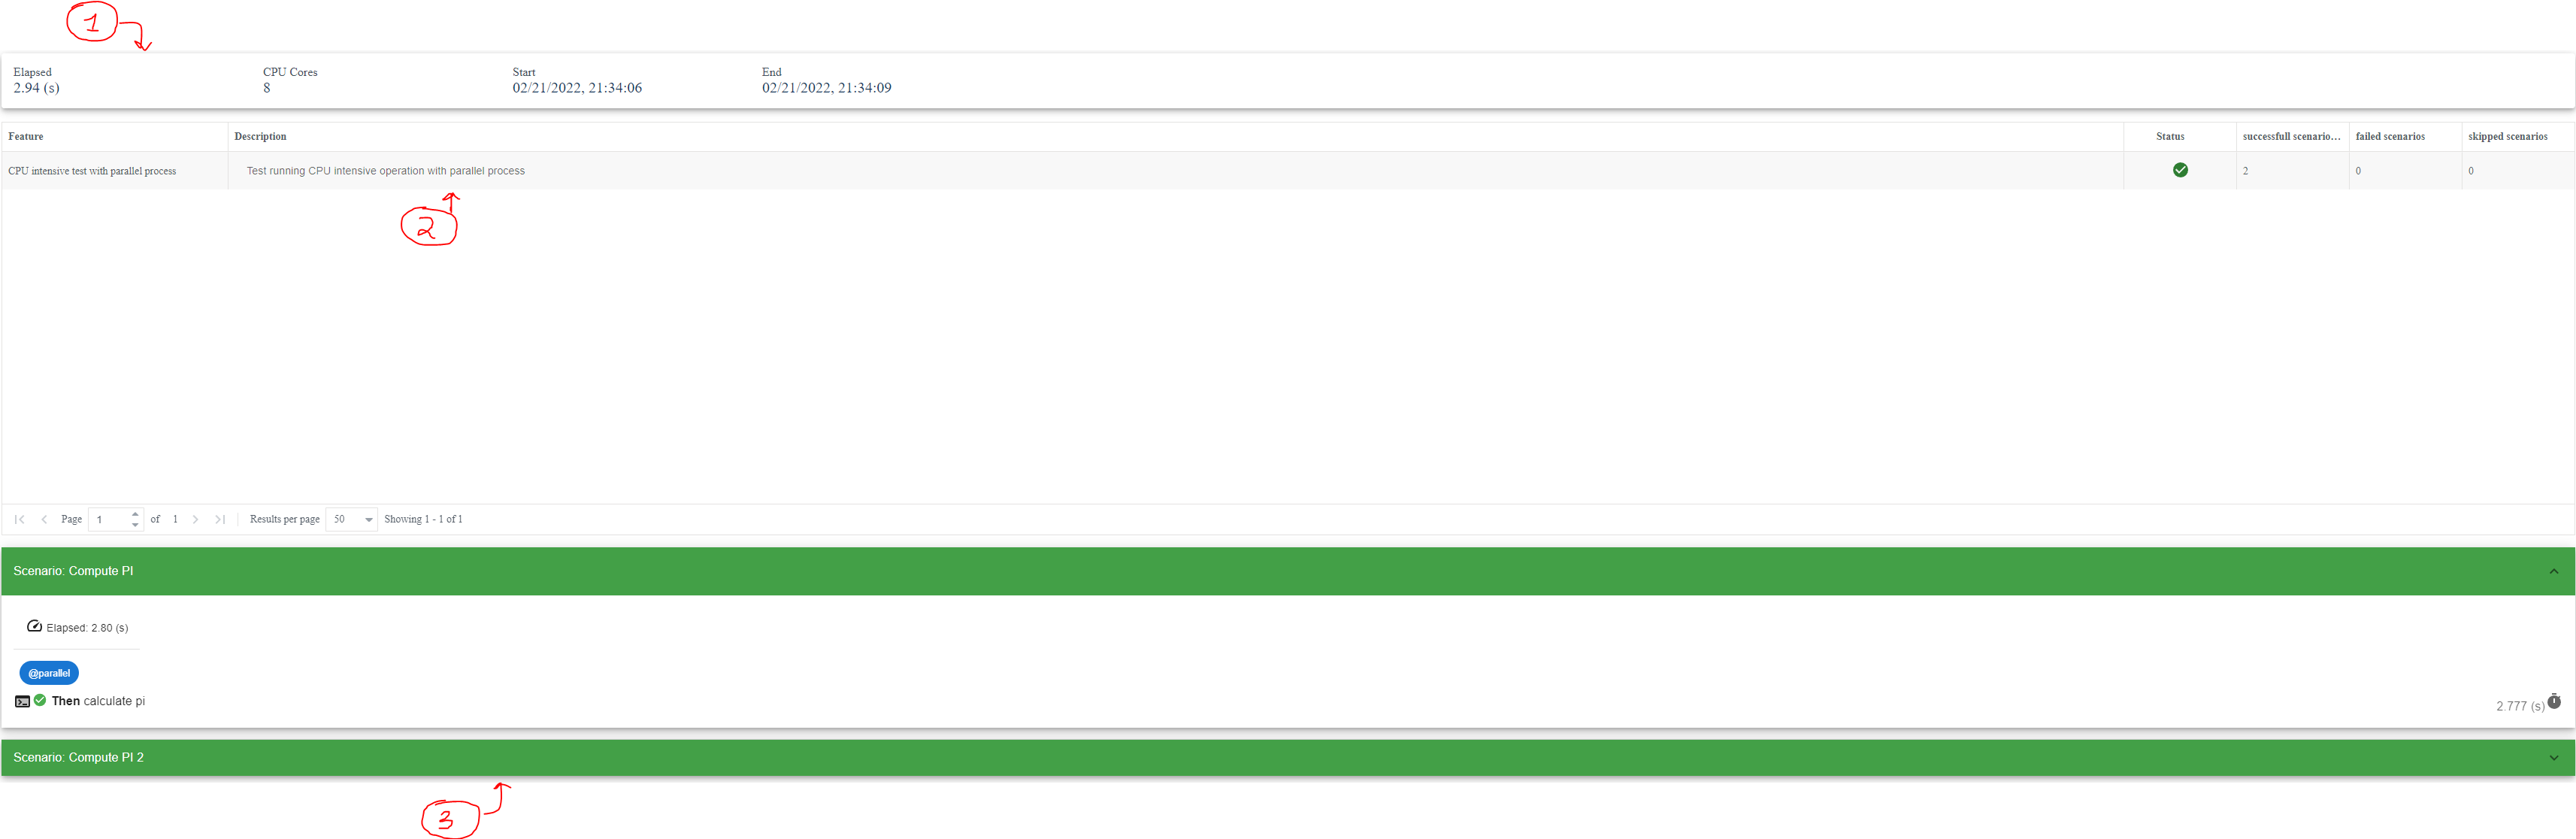 1
Elapsed CPU Cores Start End
2.94 (s) 8 02/21/2022, 21:34:06 02/21/2022, 21:34:09
Feature Description Status successfull scenario... failed scenarios skipped scenarios
CPU intensive test with parallel process Test running CPU intensive operation with parallel process 2 0 0
2
Page 1 of 1 Results per page 50 Showing 1 - 1 of 1
Scenario: Compute PI
Elapsed: 2.80 (s)
@parallel
Then calculate pi 2.777 (s)
Scenario: Compute PI 2
3